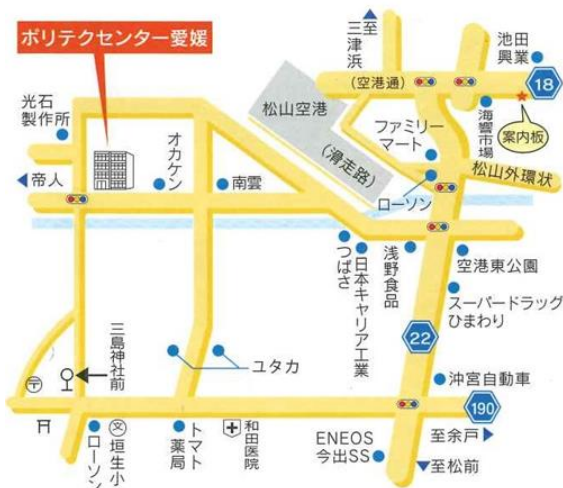 ポリテクセンター愛媛
至
三津浜
(空港通)
池田
興業
18
案内板
海響市場
光石
製作所
松山空港
(滑走路)
ファミリー
マート
オカケン
南雲
帝人
ローソン
松山外環状
つばさ
日本キャリア工業
浅野食品
空港東公園
スーパードラッグ
ひまわり
22
三島神社前
ユタカ
沖宮自動車
190
〒
文
ローソン
垣生小
トマト
薬局
和田医院
ENEOS
今出SS
至余戸
至松前